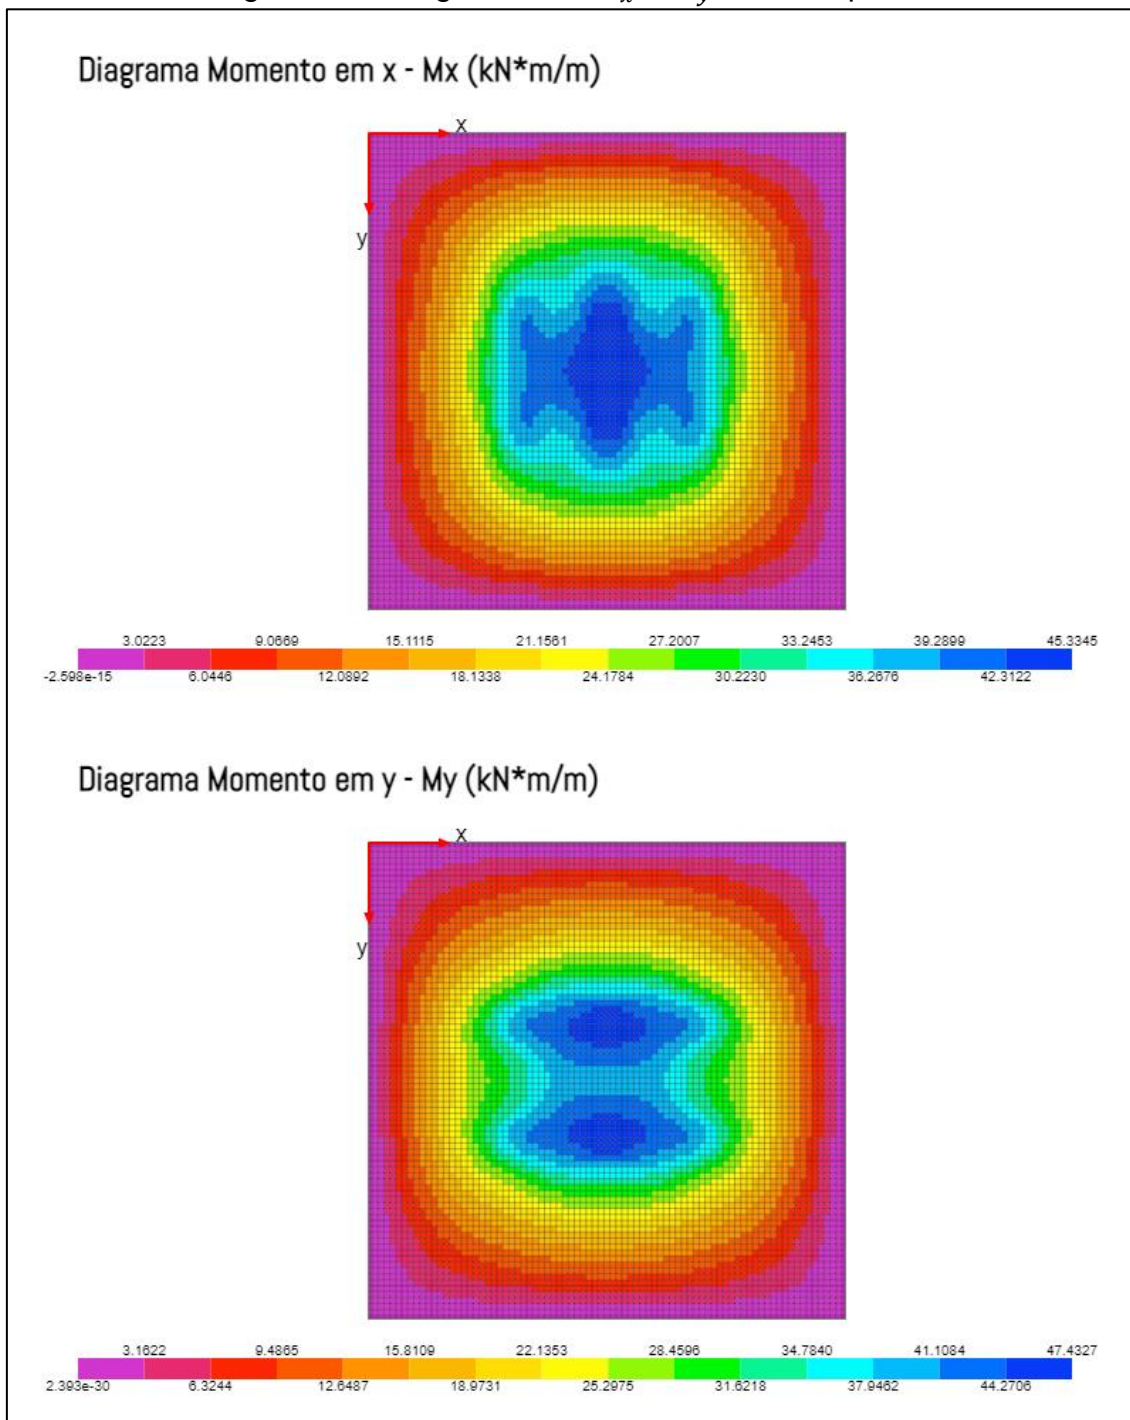 Diagrama Momento em x - Mx (kN*m/m)
x
y
3.0223 9.0669 15.1115 21.1561 27.2007 33.2453 39.2899 45.3345
-2.598e-15 6.0446 12.0892 18.1338 24.1784 30.2230 36.2676 42.3122
Diagrama Momento em y - My (kN*m/m)
x
y
3.1622 9.4865 15.8109 22.1353 28.4596 34.7840 41.1084 47.4327
2.393e-30 6.3244 12.6487 18.9731 25.2975 31.6218 37.9462 44.2706